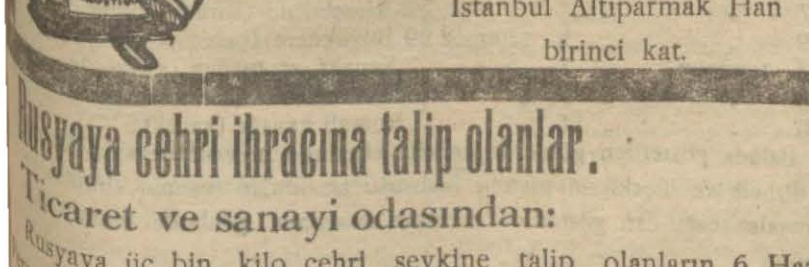 Istanbul Altıparmak Han
birinci kat.
Rusyaya cehri ihracına talip olanlar.
Ticaret ve sanayi odasından:
Rusyaya üç bin kilo cehri sevkine talip olanların 6